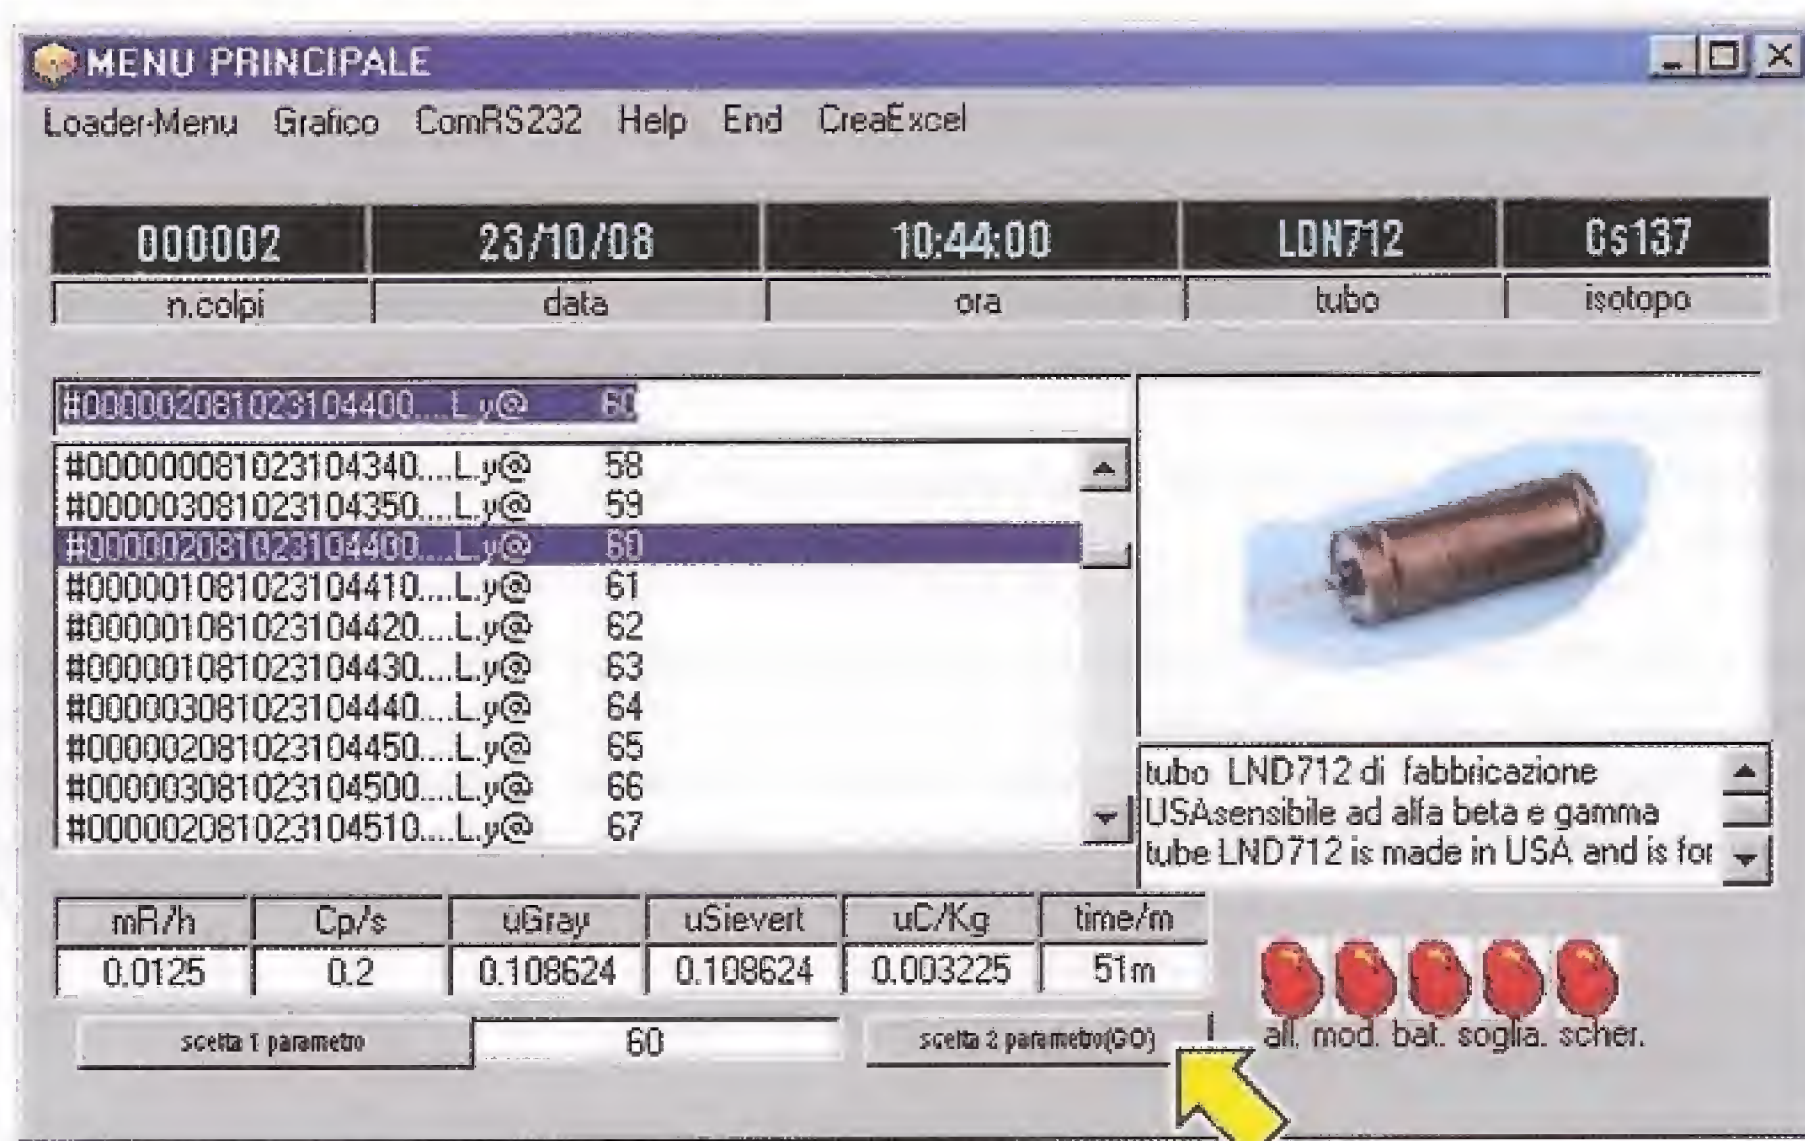 MENU PRINCIPALE
Loader-Menu Grafico ComRS232 Help End CreaExcel
000002 23/10/08 10:44:00 LDN712 Cs137
n.colpi data ora tubo isotopo
#000002081023104400....L.y@ 60
#000000081023104340....L.y@ 58
#000003081023104350....L.y@ 59
#000002081023104400....L.y@ 60
#000001081023104410....L.y@ 61
#000001081023104420....L.y@ 62
#000001081023104430....L.y@ 63
#000003081023104440....L.y@ 64
#000002081023104450....L.y@ 65
#000003081023104500....L.y@ 66
#000002081023104510....L.y@ 67
tubo LND712 di fabbricazione
USAsensibile ad alfa beta e gamma
tube LND712 is made in USA and is for
mR/h Cp/s uGray uSievert uC/Kg time/m
0.0125 0.2 0.108624 0.108624 0.003225 51m
scelta 1 parametro 60 scelta 2 parametro(GO)
all. mod. bat. soglia. scher.